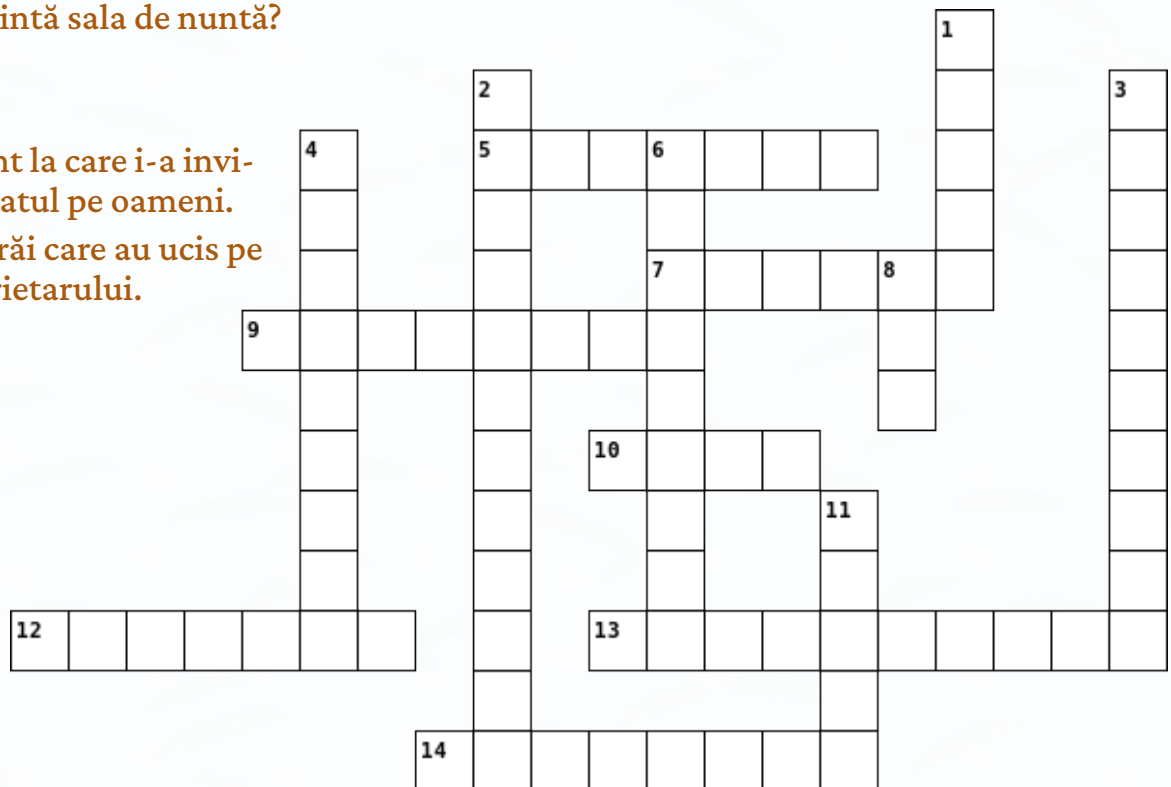 intă sala de nuntă?
1
2
3
nt la care i-a invi-
4
5
6
atul pe oameni.
răi care au ucis pe
7
8
rietarului.
9
10
11
12
13
14